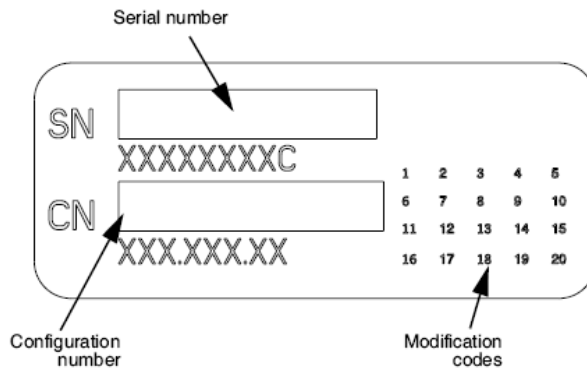 Serial number
SN
XXXXXXXXC
CN
XXX.XXX.XX
1 2 3 4 5
6 7 8 9 10
11 12 13 14 15
16 17 18 19 20
Configuration
number
Modification
codes